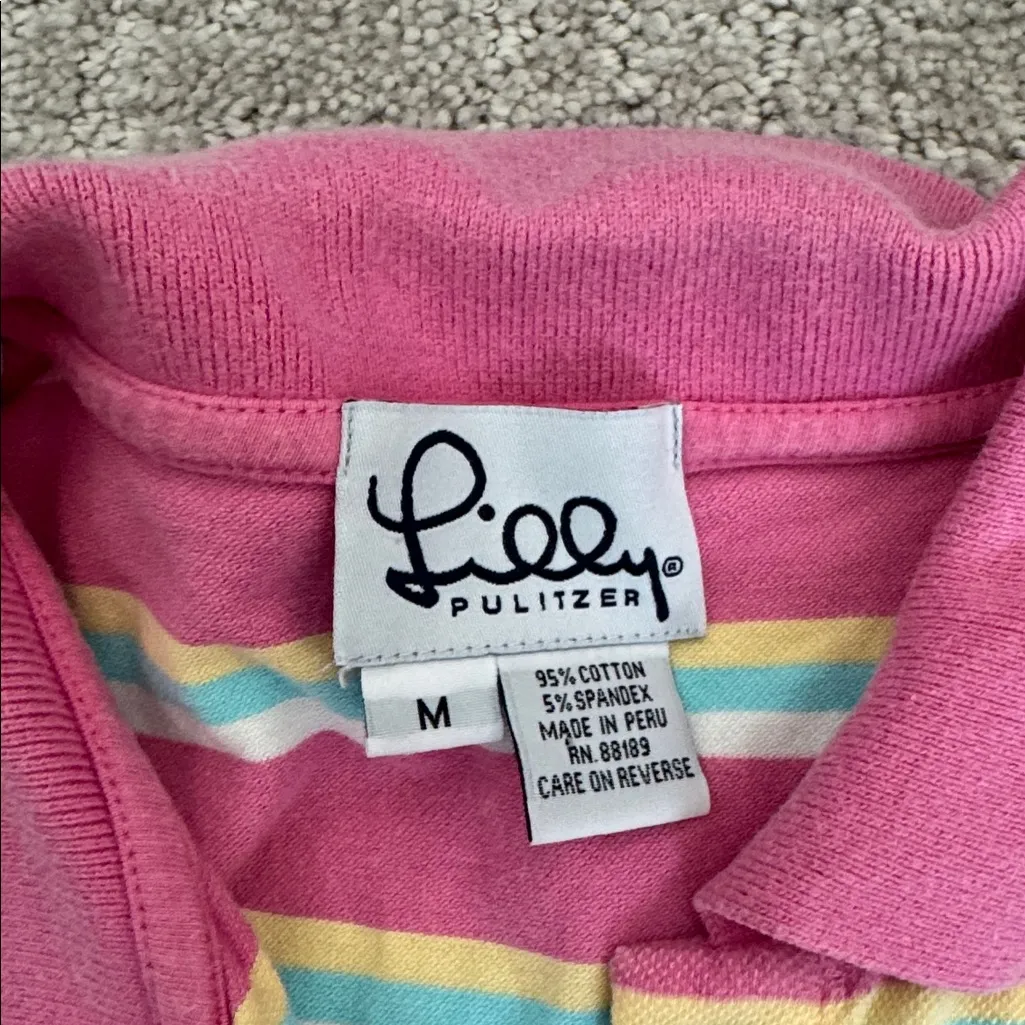 Lilly®
PULITZER
M
95% COTTON
5% SPANDEX
MADE IN PERU
RN. 88189
CARE ON REVERSE